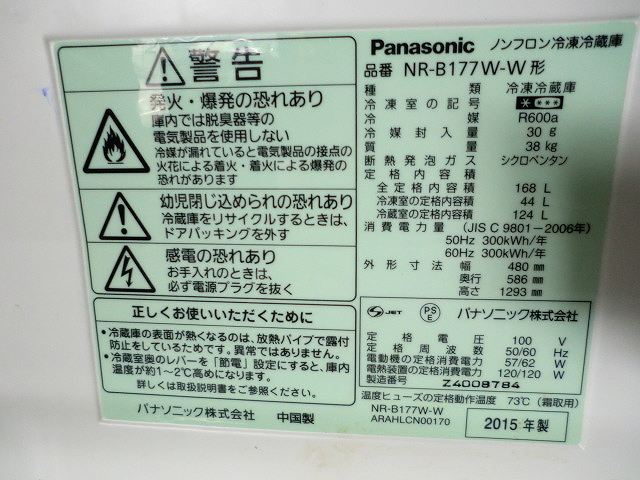 警告
発火・爆発の恐れあり
庫内では脱臭器等の
電気製品を使用しない
冷媒が漏れていると電気製品の接点の
火花による着火・着火による爆発の
恐れがあります
幼児閉じ込められの恐れあり
冷蔵庫をリサイクルするときは、
ドアパッキングを外す
感電の恐れあり
お手入れのときは、
必ず電源プラグを抜く
正しくお使いいただくために
•冷蔵庫の表面が熱くなるのは、放熱パイプで露付
防止をしているためです。異常ではありません。
•冷蔵室奥のレバーを「節電」設定にすると、庫内
温度が約1〜2℃高めになります。
詳しくは取扱説明書をご参照ください。
パナソニック株式会社 中国製
Panasonic ノンフロン冷凍冷蔵庫
品番 NR-B177W-W 形
種類 冷凍冷蔵庫
冷凍室の記号 * ***
冷媒 R600a
冷媒封入量 30 g
質量 38 kg
断熱発泡ガス シクロペンタン
定格内容積
全定格内容積 168 L
冷凍室の定格内容積 44 L
冷蔵室の定格内容積 124 L
消費電力量 (JIS C 9801-2006年)
50Hz 300kWh/年
60Hz 300kWh/年
外形寸法 幅 480 mm
奥行 586 mm
高さ 1293 mm
S JET PS E パナソニック株式会社
定格電圧 100 V
定格周波数 50/60 Hz
電動機の定格消費電力 57/62 W
電熱装置の定格消費電力 120/120 W
製造番号 Z4008784
温度ヒューズの定格動作温度 73℃ (霜取用)
NR-B177W-W
ARAHLCN00170
2015 年製